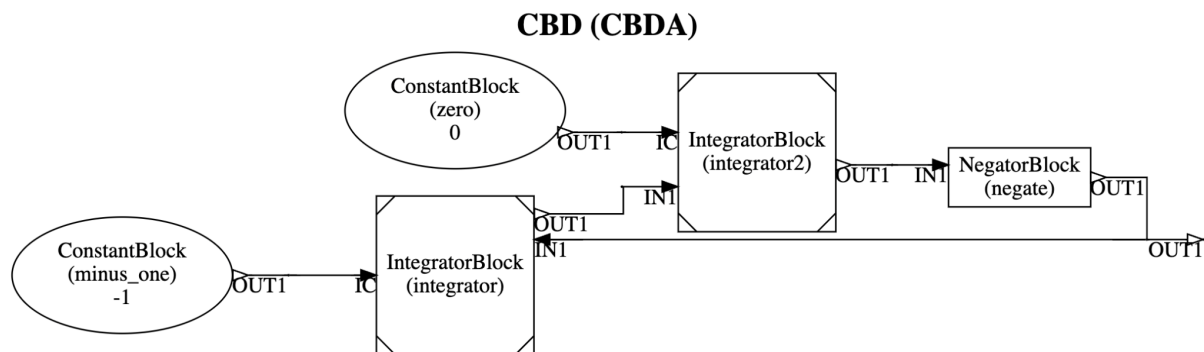 CBD (CBDA)
ConstantBlock
(zero)
0
OUT1
IC
IntegratorBlock
(integrator2)
IN1
OUT1
IN1
NegatorBlock
(negate)
OUT1
OUT1
IN1
OUT1
ConstantBlock
(minus_one)
-1
OUT1
IC
IntegratorBlock
(integrator)